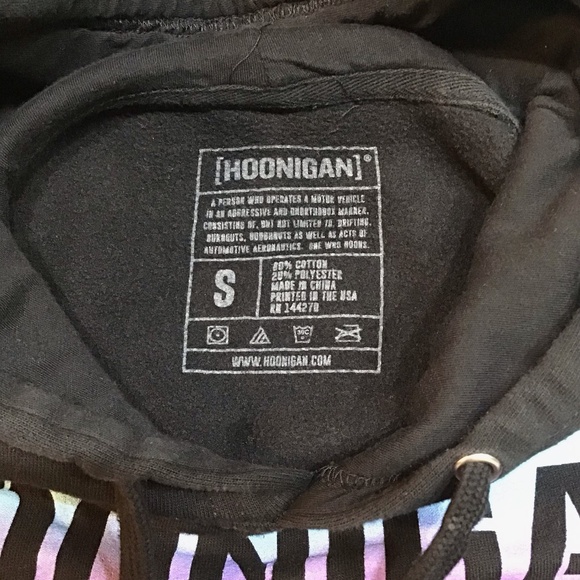 [HOONIGAN]®
A PERSON WHO OPERATES A MOTOR VEHICLE
IN AN AGGRESSIVE AND UNORTHODOX MANNER,
CONSISTING OF, BUT NOT LIMITED TO, DRIFTING,
BURNOUTS, HOONNUTS AS WELL AS ACTS OF
AUTOMOTIVE AERONAUTICS. ONE WHO HOONS.
S
80% COTTON
20% POLYESTER
MADE IN CHINA
PRINTED IN THE USA
RN 144270
30C
WWW.HOONIGAN.COM